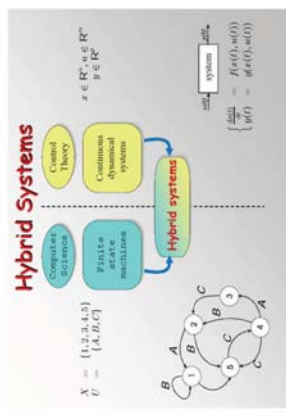 Hybrid Systems
Computer
Science
Control
Theory
X = {1,2,3,4,5}
U = {A,B,C}
Finite
state
machines
Continuous
dynamical
systems
x ∈ ℝⁿ, u ∈ ℝᵐ
y ∈ ℝᵖ
Hybrid systems
B
A
C
1
2
3
B
B
C
A
5
4
C
u(t)
system
y(t)
dx(t)/dt = f(x(t), u(t))
y(t) = g(x(t), u(t))